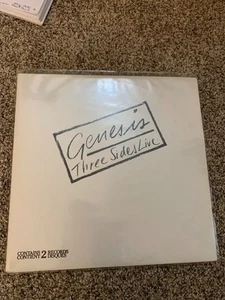 Genesis
Three Sides Live
CONTAINS 2 RECORDS
CONTIENT 2 DISQUES